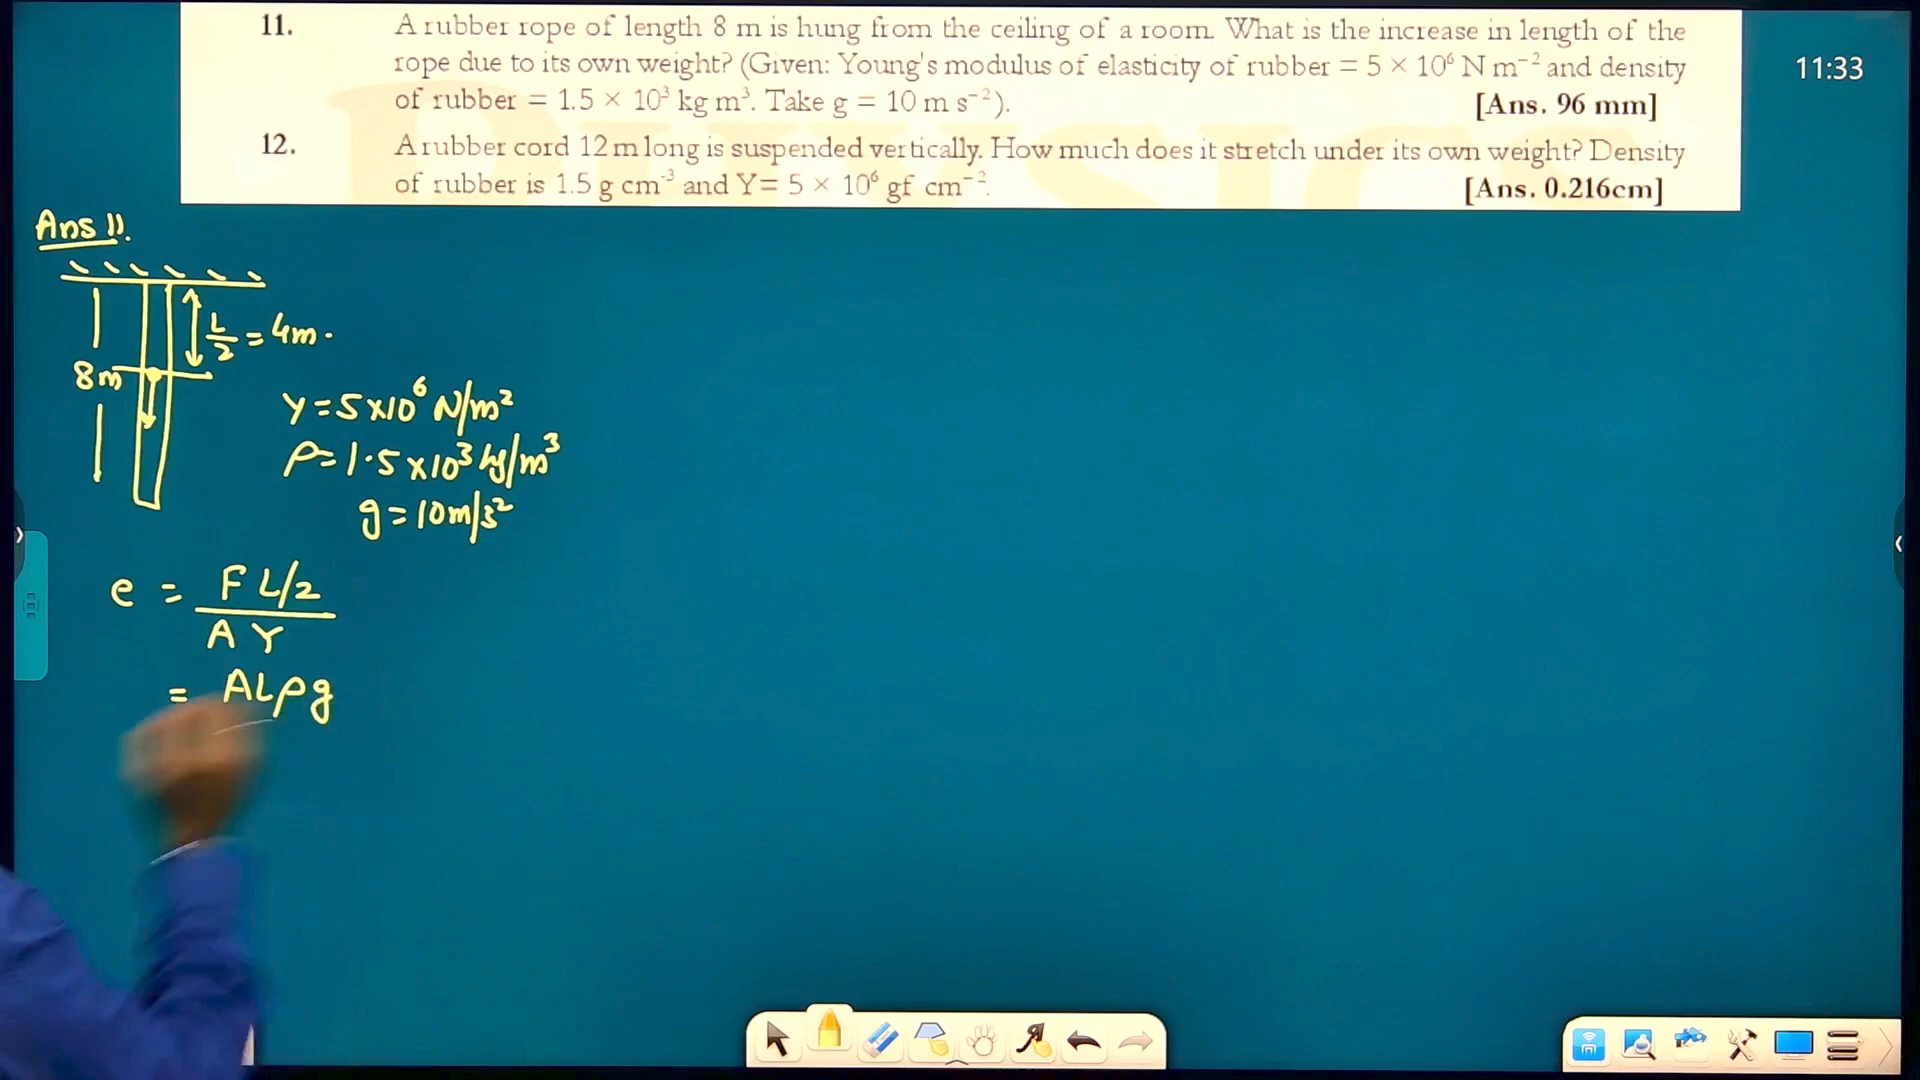 11. A rubber rope of length 8 m is hung from the ceiling of a room. What is the increase in length of the
rope due to its own weight? (Given: Young's modulus of elasticity of rubber = 5 × 10⁶ N m⁻² and density
of rubber = 1.5 × 10³ kg m³. Take g = 10 m s⁻²). [Ans. 96 mm]
12. A rubber cord 12 m long is suspended vertically. How much does it stretch under its own weight? Density
of rubber is 1.5 g cm⁻³ and Y= 5 × 10⁶ gf cm⁻². [Ans. 0.216cm]
11:33
PHYSICS
Ans 11.
L/2 = 4m.
8m
Y = 5×10⁶ N/m²
ρ = 1.5×10³ kg/m³
g = 10m/s²
e = F L/2
A Y
= ALρg